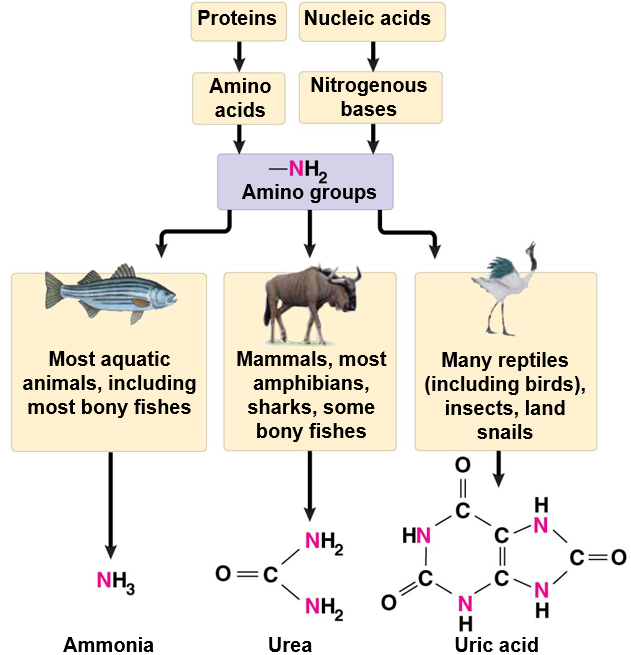 Proteins
Nucleic acids
Amino
acids
Nitrogenous
bases
—NH₂
Amino groups
Most aquatic
animals, including
most bony fishes
Mammals, most
amphibians,
sharks, some
bony fishes
Many reptiles
(including birds),
insects, land
snails
NH₃
O=C
NH₂
NH₂
O
C
HN
C
O
N
H
C
C
H
N
N
H
C=O
Ammonia
Urea
Uric acid